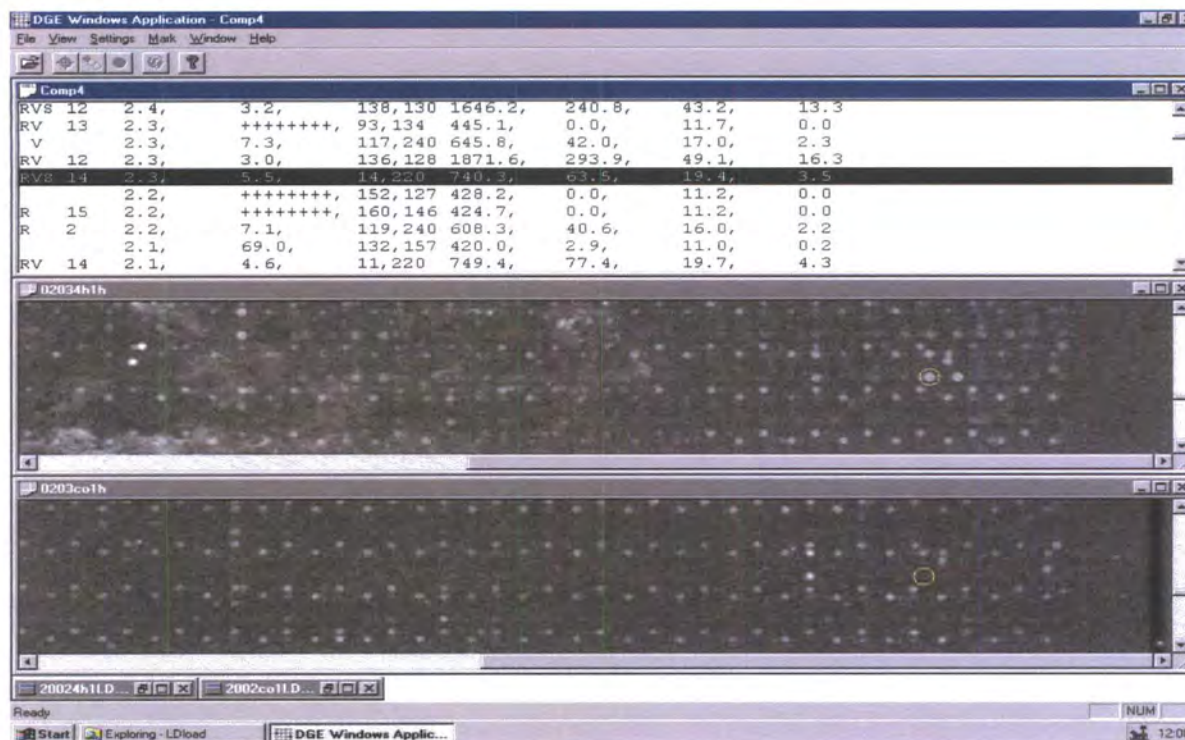 DGE Windows Application - Comp4
File View Settings Mark Window Help
Comp4
RVS 12 2.4, 3.2, 138,130 1646.2, 240.8, 43.2, 13.3
RV 13 2.3, ++++++++, 93,134 445.1, 0.0, 11.7, 0.0
V 2.3, 7.3, 117,240 645.8, 42.0, 17.0, 2.3
RV 12 2.3, 3.0, 136,128 1871.6, 293.9, 49.1, 16.3
RVS 14 2.3, 5.5, 14,220 740.3, 63.5, 19.4, 3.5
2.2, ++++++++, 152,127 428.2, 0.0, 11.2, 0.0
R 15 2.2, ++++++++, 160,146 424.7, 0.0, 11.2, 0.0
R 2 2.2, 7.1, 119,240 608.3, 40.6, 16.0, 2.2
2.1, 69.0, 132,157 420.0, 2.9, 11.0, 0.2
RV 14 2.1, 4.6, 11,220 749.4, 77.4, 19.7, 4.3
02034h1h
0203co1h
20024h1LD... 2002co1LD...
Ready NUM
Start Exploring - LDload DGE Windows Applic...